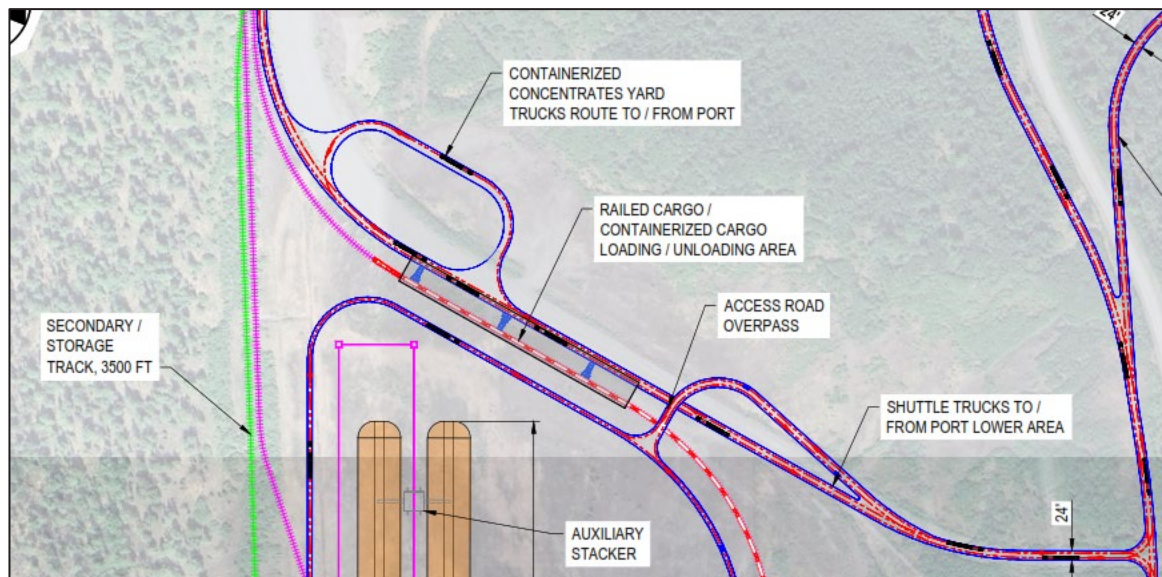 24'
CONTAINERIZED
CONCENTRATES YARD
TRUCKS ROUTE TO / FROM PORT
RAILED CARGO /
CONTAINERIZED CARGO
LOADING / UNLOADING AREA
ACCESS ROAD
OVERPASS
SECONDARY /
STORAGE
TRACK, 3500 FT
SHUTTLE TRUCKS TO /
FROM PORT LOWER AREA
24'
AUXILIARY
STACKER